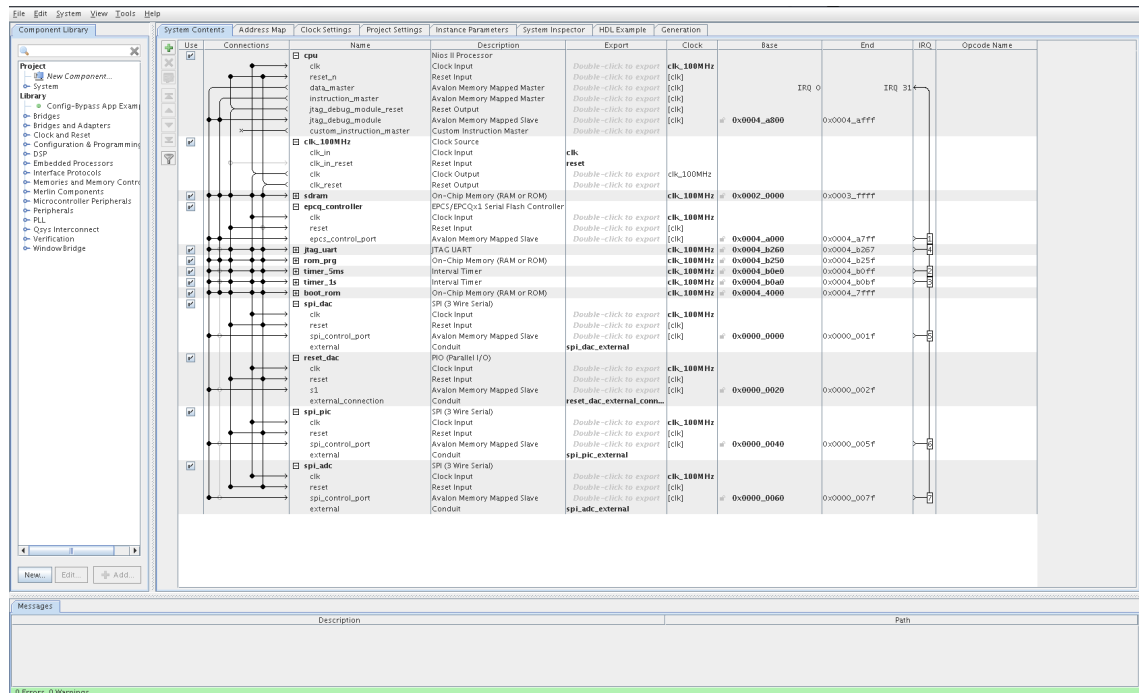 File Edit System View Tools Help
Component Library
System Contents Address Map Clock Settings Project Settings Instance Parameters System Inspector HDL Example Generation
Project
New Component...
System
Library
Config-Bypass App Examp
Bridges
Bridges and Adapters
Clock and Reset
Configuration & Programming
DSP
Embedded Processors
Interface Protocols
Memories and Memory Contro
Merlin Components
Microcontroller Peripherals
Peripherals
PLL
Qsys Interconnect
Verification
Window Bridge
New... Edit... Add...
Use Connections Name Description Export Clock Base End IRQ Opcode Name
cpu Nios II Processor
clk Clock Input Double-click to export clk_100MHz
reset_n Reset Input Double-click to export [clk]
data_master Avalon Memory Mapped Master Double-click to export [clk] IRQ 0 IRQ 31
instruction_master Avalon Memory Mapped Master Double-click to export [clk]
jtag_debug_module_reset Reset Output Double-click to export [clk]
jtag_debug_module Avalon Memory Mapped Slave Double-click to export [clk] 0x0004_a800 0x0004_afff
custom_instruction_master Custom Instruction Master Double-click to export
clk_100MHz Clock Source
clk_in Clock Input clk
clk_in_reset Reset Input reset
clk Clock Output Double-click to export clk_100MHz
clk_reset Reset Output Double-click to export
sdram On-Chip Memory (RAM or ROM) clk_100MHz 0x0002_0000 0x0003_ffff
epcq_controller EPCS/EPCQx1 Serial Flash Controller
clk Clock Input Double-click to export clk_100MHz
reset Reset Input Double-click to export [clk]
epcs_control_port Avalon Memory Mapped Slave Double-click to export [clk] 0x0004_a000 0x0004_a7ff 1
jtag_uart JTAG UART clk_100MHz 0x0004_b260 0x0004_b267 4
rom_prg On-Chip Memory (RAM or ROM) clk_100MHz 0x0004_b250 0x0004_b25f
timer_5ms Interval Timer clk_100MHz 0x0004_b0e0 0x0004_b0ff 2
timer_1s Interval Timer clk_100MHz 0x0004_b0a0 0x0004_b0bf 3
boot_rom On-Chip Memory (RAM or ROM) clk_100MHz 0x0004_4000 0x0004_7fff
spi_dac SPI (3 Wire Serial)
clk Clock Input Double-click to export clk_100MHz
reset Reset Input Double-click to export [clk]
spi_control_port Avalon Memory Mapped Slave Double-click to export [clk] 0x0000_0000 0x0000_001f 5
external Conduit spi_dac_external
reset_dac PIO (Parallel I/O)
clk Clock Input Double-click to export clk_100MHz
reset Reset Input Double-click to export [clk]
s1 Avalon Memory Mapped Slave Double-click to export [clk] 0x0000_0020 0x0000_002f
external_connection Conduit reset_dac_external_conn...
spi_pic SPI (3 Wire Serial)
clk Clock Input Double-click to export clk_100MHz
reset Reset Input Double-click to export [clk]
spi_control_port Avalon Memory Mapped Slave Double-click to export [clk] 0x0000_0040 0x0000_005f 6
external Conduit spi_pic_external
spi_adc SPI (3 Wire Serial)
clk Clock Input Double-click to export clk_100MHz
reset Reset Input Double-click to export [clk]
spi_control_port Avalon Memory Mapped Slave Double-click to export [clk] 0x0000_0060 0x0000_007f 7
external Conduit spi_adc_external
Messages
Description Path
0 Errors, 0 Warnings